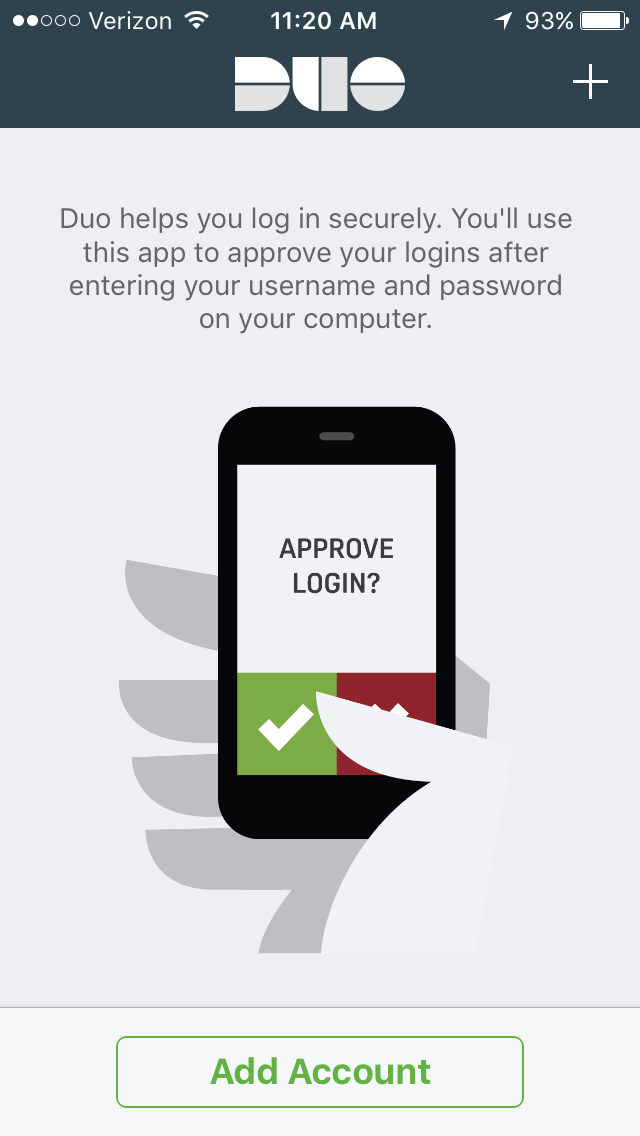 Verizon 11:20 AM 93%
DUO
Duo helps you log in securely. You'll use
this app to approve your logins after
entering your username and password
on your computer.
APPROVE
LOGIN?
Add Account